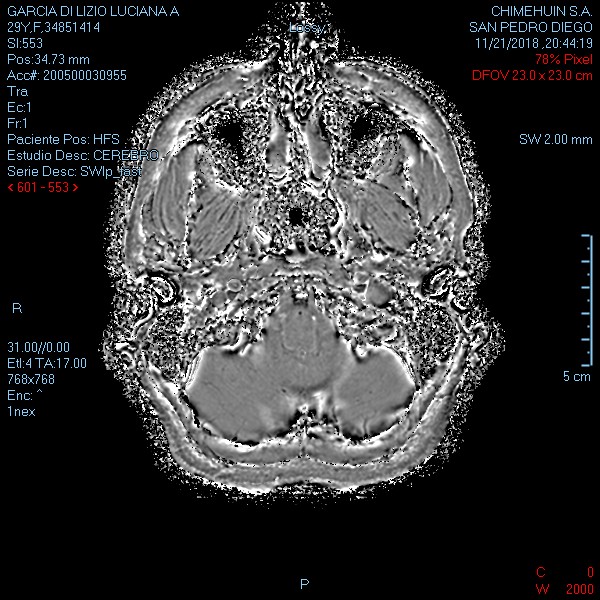 GARCIA DI LIZIO LUCIANA A
29Y,F,34851414
SI:553
Pos:34.73 mm
Acc#: 200500030955
Tra
Ec:1
Fr:1
Paciente Pos: HFS
Estudio Desc: CEREBRO
Serie Desc: SWIp_fast
< 601 - 553 >
Lossy
CHIMEHUIN S.A.
SAN PEDRO DIEGO
11/21/2018 ,20:44:19
78% Pixel
DFOV 23.0 x 23.0 cm
SW 2.00 mm
R
31.00//0.00
Etl:4 TA:17.00
768x768
Enc: ^
1nex
5 cm
P
C 0
W 2000